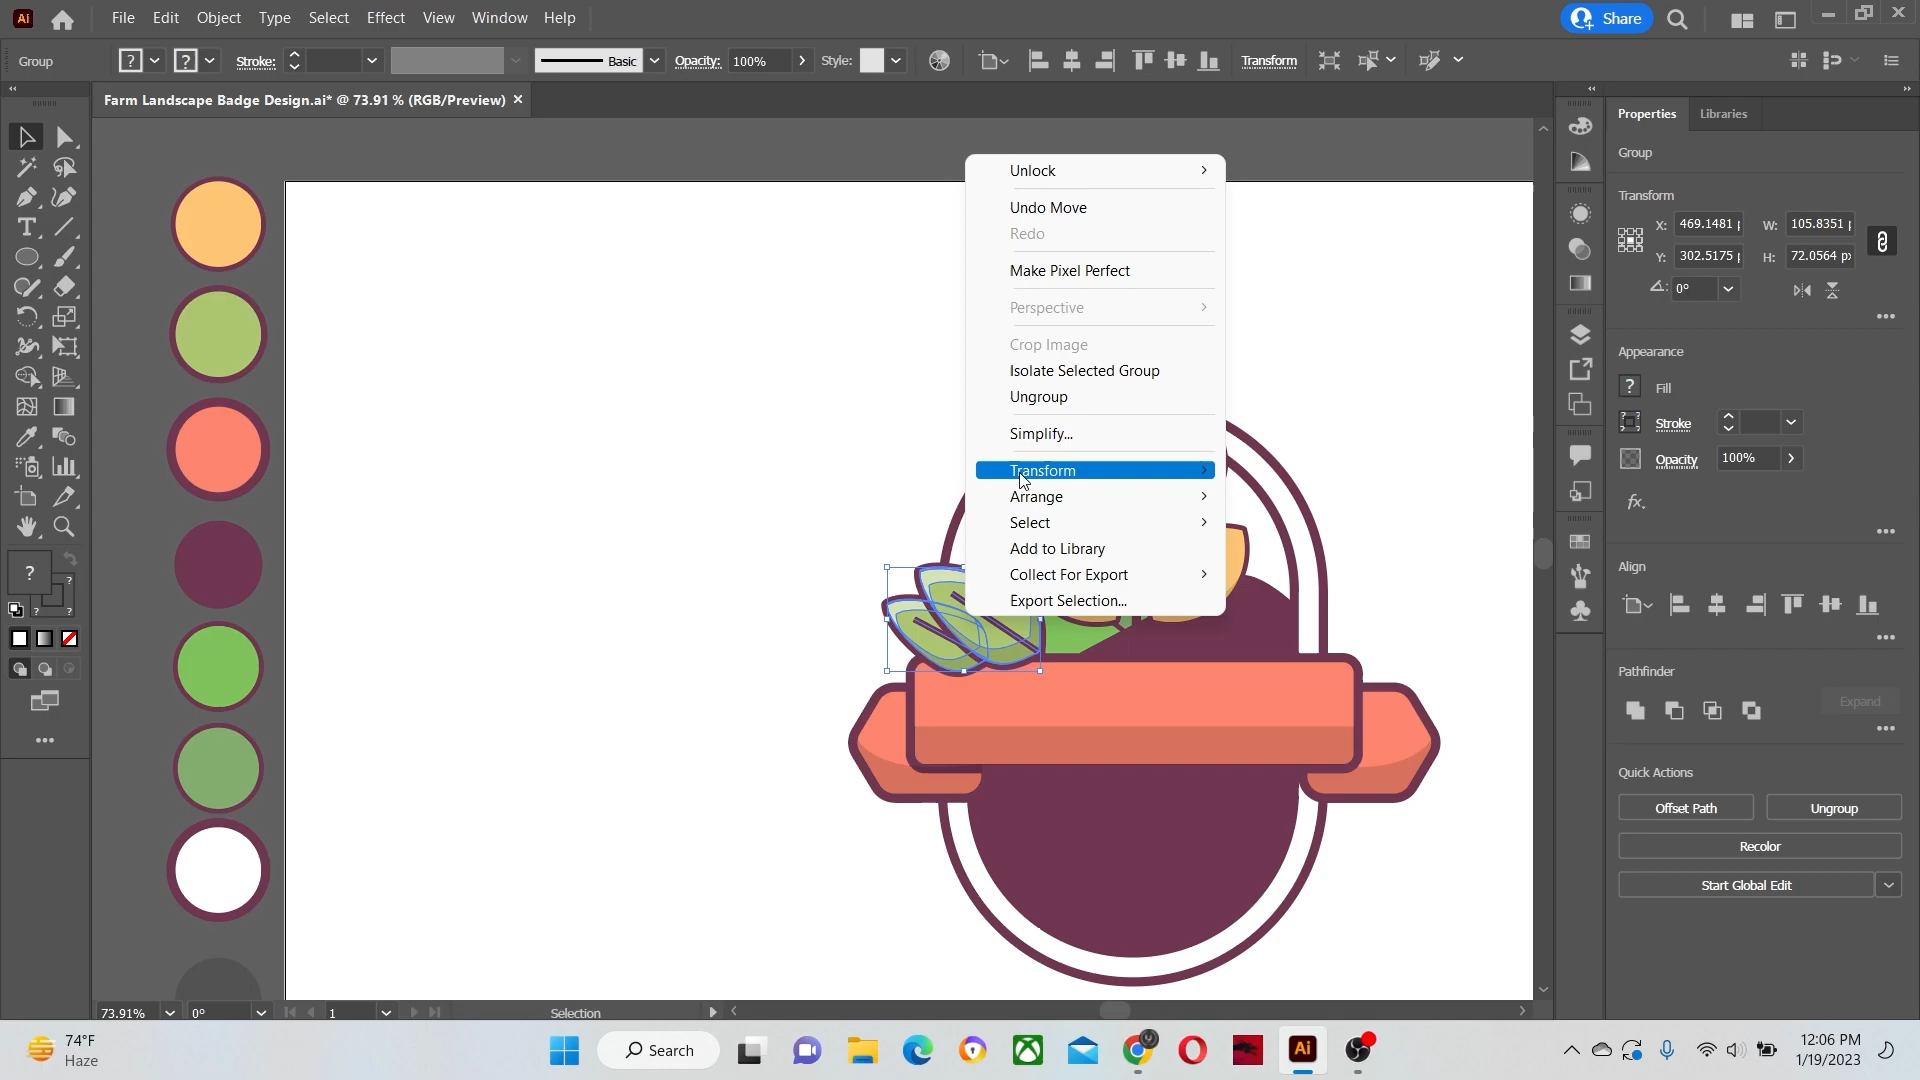 Ai File Edit Object Type Select Effect View Window Help Share
Group ? ? Stroke: Basic Opacity: 100% Style: Transform
Farm Landscape Badge Design.ai* @ 73.91 % (RGB/Preview) ×
Properties Libraries
Group
Transform
X: 469.1481 W: 105.8351
Y: 302.5175 H: 72.0564 px
0°
Appearance
? Fill
Stroke
Opacity 100%
fx.
Align
Pathfinder
Expand
Quick Actions
Offset Path Ungroup
Recolor
Start Global Edit
Unlock
Undo Move
Redo
Make Pixel Perfect
Perspective
Crop Image
Isolate Selected Group
Ungroup
Simplify...
Transform
Arrange
Select
Add to Library
Collect For Export
Export Selection...
T
?
?
? ?
73.91% 0° 1 Selection
74°F
Haze
Search
Ai
12:06 PM
1/19/2023